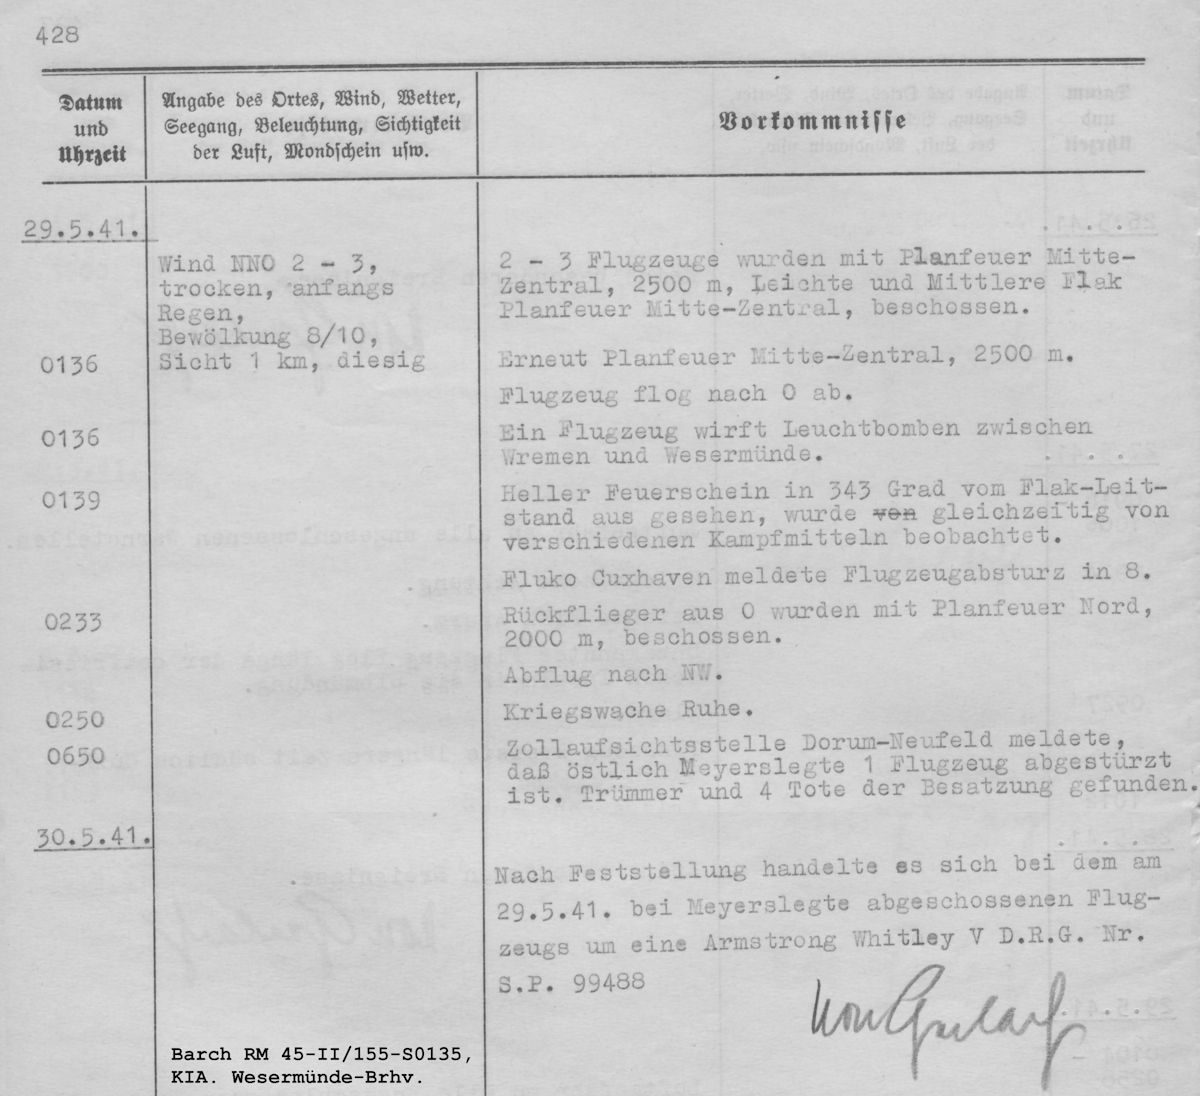 428
Datum
und
Uhrzeit
Angabe des Ortes, Wind, Wetter,
Seegang, Beleuchtung, Sichtigkeit
der Luft, Mondschein usw.
Vorkommnisse
29.5.41.
Wind NNO 2 - 3,
trocken, anfangs
Regen,
Bewölkung 8/10,
Sicht 1 km, diesig
2 - 3 Flugzeuge wurden mit Planfeuer Mitte-
Zentral, 2500 m, Leichte und Mittlere Flak
Planfeuer Mitte-Zentral, beschossen.
0136
Erneut Planfeuer Mitte-Zentral, 2500 m.
Flugzeug flog nach O ab.
0136
Ein Flugzeug wirft Leuchtbomben zwischen
Wremen und Wesermünde.
0139
Heller Feuerschein in 343 Grad vom Flak-Leit-
stand aus gesehen, wurde von gleichzeitig von
verschiedenen Kampfmitteln beobachtet.
Fluko Cuxhaven meldete Flugzeugabsturz in 8.
0233
Rückflieger aus O wurden mit Planfeuer Nord,
2000 m, beschossen.
Abflug nach NW.
0250
Kriegswache Ruhe.
0650
Zollaufsichtsstelle Dorum-Neufeld meldete,
daß östlich Meyerslegte 1 Flugzeug abgestürzt
ist. Trümmer und 4 Tote der Besatzung gefunden.
30.5.41.
Nach Feststellung handelte es sich bei dem am
29.5.41. bei Meyerslegte abgeschossenen Flug-
zeugs um eine Armstrong Whitley V D.R.G. Nr.
S.P. 99488
Barch RM 45-II/155-S0135,
KIA. Wesermünde-Brhv.